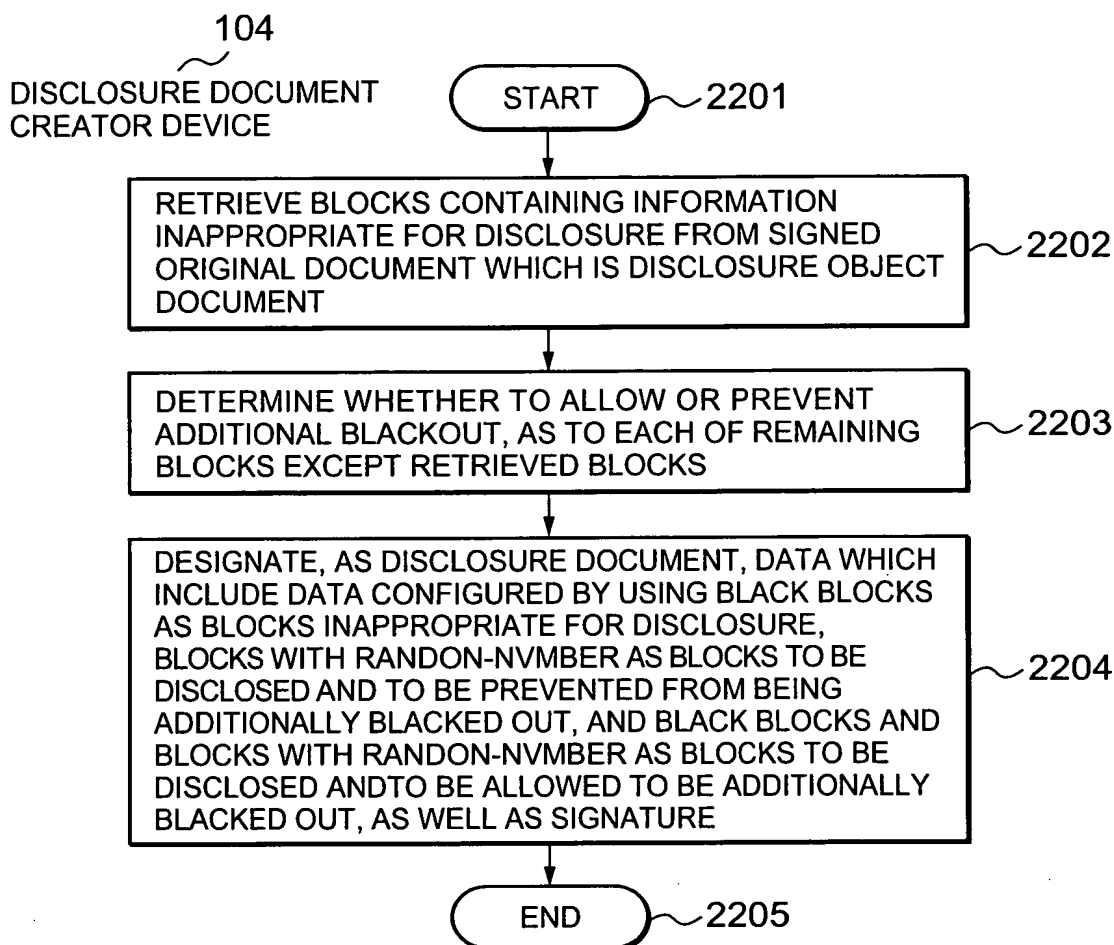 104
DISCLOSURE DOCUMENT
CREATOR DEVICE
START
2201
RETRIEVE BLOCKS CONTAINING INFORMATION
INAPPROPRIATE FOR DISCLOSURE FROM SIGNED
ORIGINAL DOCUMENT WHICH IS DISCLOSURE OBJECT
DOCUMENT
2202
DETERMINE WHETHER TO ALLOW OR PREVENT
ADDITIONAL BLACKOUT, AS TO EACH OF REMAINING
BLOCKS EXCEPT RETRIEVED BLOCKS
2203
DESIGNATE, AS DISCLOSURE DOCUMENT, DATA WHICH
INCLUDE DATA CONFIGURED BY USING BLACK BLOCKS
AS BLOCKS INAPPROPRIATE FOR DISCLOSURE,
BLOCKS WITH RANDON-NVMBER AS BLOCKS TO BE
DISCLOSED AND TO BE PREVENTED FROM BEING
ADDITIONALLY BLACKED OUT, AND BLACK BLOCKS AND
BLOCKS WITH RANDON-NVMBER AS BLOCKS TO BE
DISCLOSED ANDTO BE ALLOWED TO BE ADDITIONALLY
BLACKED OUT, AS WELL AS SIGNATURE
2204
END
2205